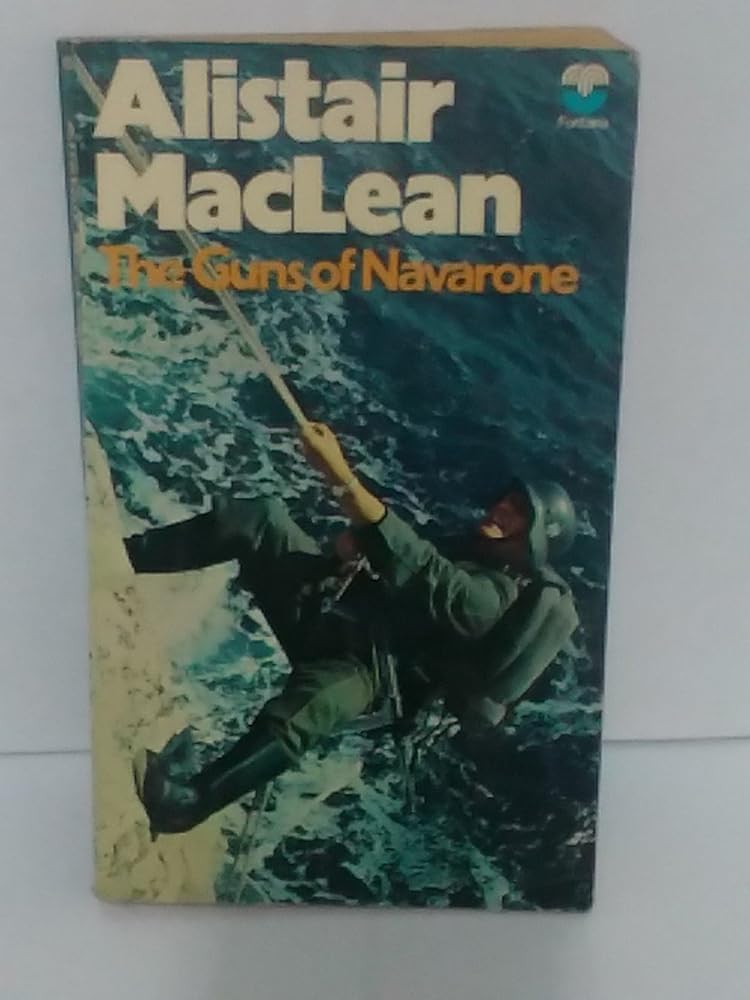 Alistair
MacLean
The Guns of Navarone
Fontana